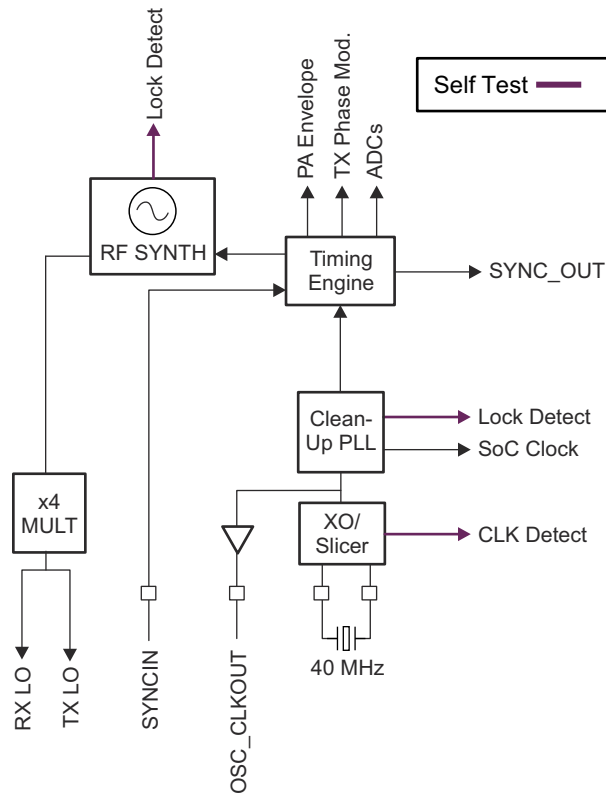 Self Test
Lock Detect
PA Envelope
TX Phase Mod.
ADCs
RF SYNTH
Timing
Engine
SYNC_OUT
Clean-
Up PLL
Lock Detect
SoC Clock
x4
MULT
XO/
Slicer
CLK Detect
40 MHz
RX LO
TX LO
SYNCIN
OSC_CLKOUT